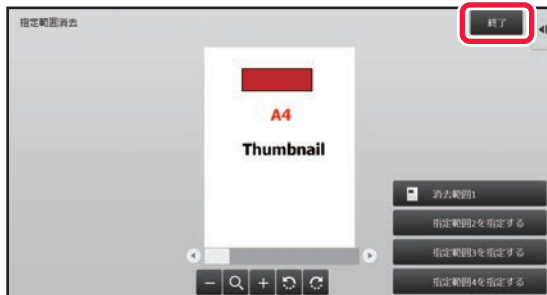 指定範囲消去
終了
A4
Thumbnail
消去範囲1
指定範囲2を指定する
指定範囲3を指定する
指定範囲4を指定する